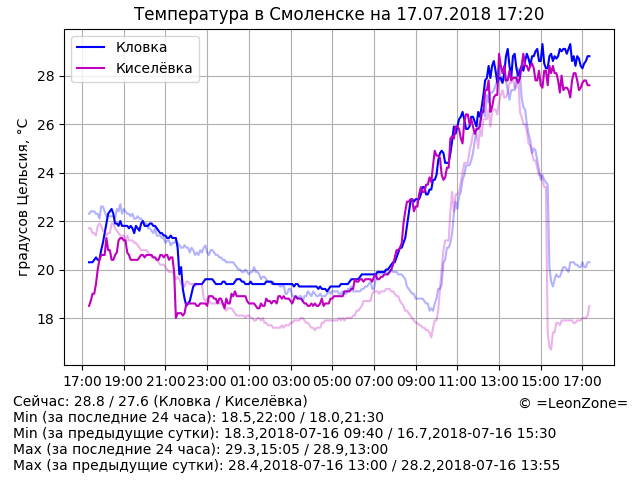 Температура в Смоленске на 17.07.2018 17:20
Кловка
Киселёвка
градусов Цельсия, °C
28
26
24
22
20
18
17:00 19:00 21:00 23:00 01:00 03:00 05:00 07:00 09:00 11:00 13:00 15:00 17:00
Сейчас: 28.8 / 27.6 (Кловка / Киселёвка)
© =LeonZone=
Min (за последние 24 часа): 18.5,22:00 / 18.0,21:30
Min (за предыдущие сутки): 18.3,2018-07-16 09:40 / 16.7,2018-07-16 15:30
Max (за последние 24 часа): 29.3,15:05 / 28.9,13:00
Max (за предыдущие сутки): 28.4,2018-07-16 13:00 / 28.2,2018-07-16 13:55